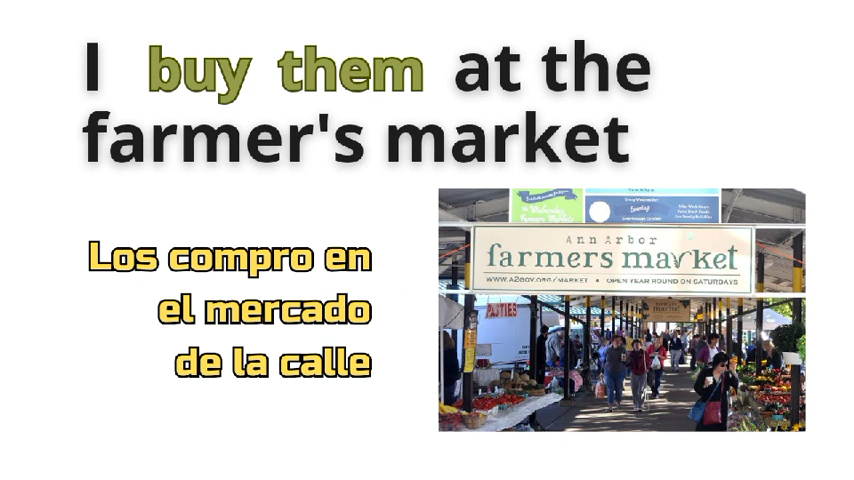 I buy them at the
farmer's market
Los compro en
el mercado
de la calle
Ann Arbor
farmers market
WWW.A2GOV.ORG/MARKET • OPEN YEAR ROUND ON SATURDAYS
PASTIES